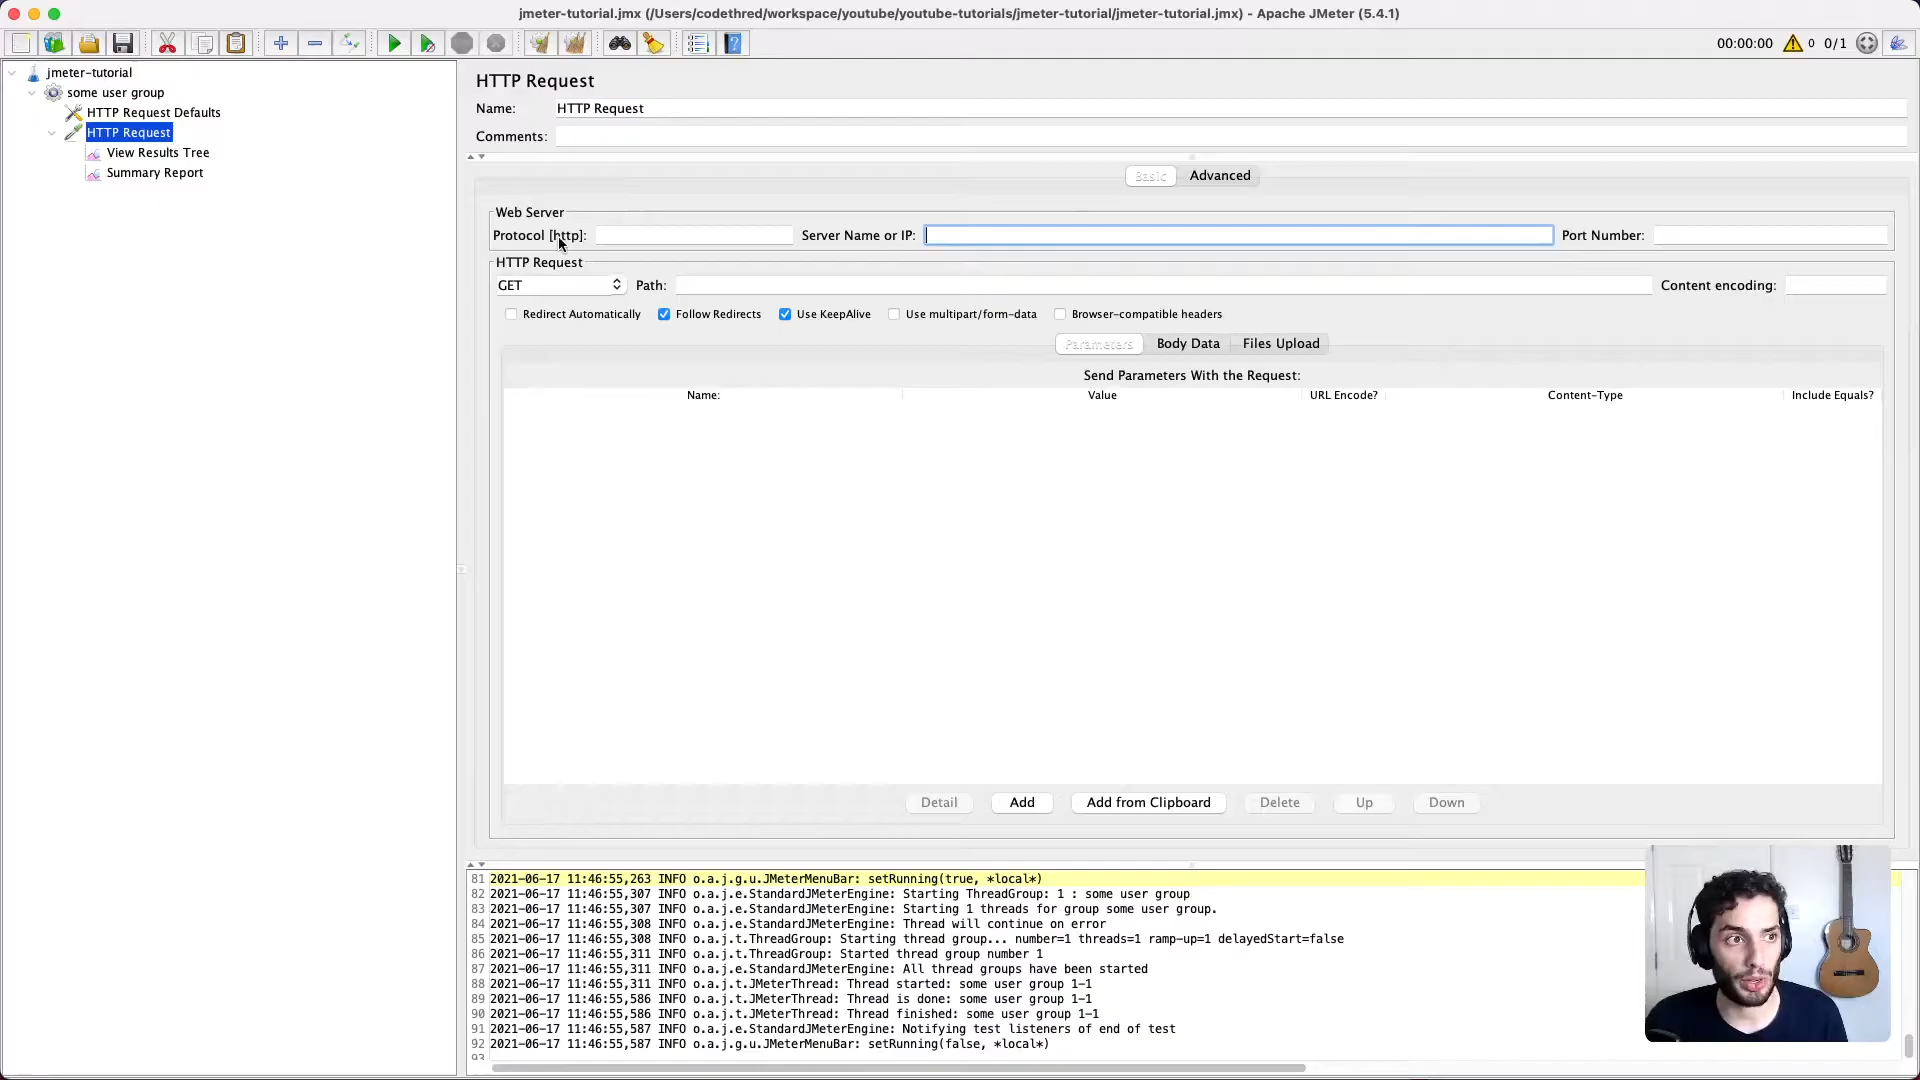 jmeter-tutorial.jmx (/Users/codethred/workspace/youtube/youtube-tutorials/jmeter-tutorial/jmeter-tutorial.jmx) - Apache JMeter (5.4.1)
00:00:00 0 0/1
jmeter-tutorial
some user group
HTTP Request Defaults
HTTP Request
View Results Tree
Summary Report
HTTP Request
Name: HTTP Request
Comments:
Basic Advanced
Web Server
Protocol [http]: Server Name or IP: Port Number:
HTTP Request
GET Path: Content encoding:
Redirect Automatically Follow Redirects Use KeepAlive Use multipart/form-data Browser-compatible headers
Parameters Body Data Files Upload
Send Parameters With the Request:
Name: Value URL Encode? Content-Type Include Equals?
Detail Add Add from Clipboard Delete Up Down
81 2021-06-17 11:46:55,263 INFO o.a.j.g.u.JMeterMenuBar: setRunning(true, *local*)
82 2021-06-17 11:46:55,307 INFO o.a.j.e.StandardJMeterEngine: Starting ThreadGroup: 1 : some user group
83 2021-06-17 11:46:55,307 INFO o.a.j.e.StandardJMeterEngine: Starting 1 threads for group some user group.
84 2021-06-17 11:46:55,308 INFO o.a.j.e.StandardJMeterEngine: Thread will continue on error
85 2021-06-17 11:46:55,308 INFO o.a.j.t.ThreadGroup: Starting thread group... number=1 threads=1 ramp-up=1 delayedStart=false
86 2021-06-17 11:46:55,311 INFO o.a.j.t.ThreadGroup: Started thread group number 1
87 2021-06-17 11:46:55,311 INFO o.a.j.e.StandardJMeterEngine: All thread groups have been started
88 2021-06-17 11:46:55,311 INFO o.a.j.t.JMeterThread: Thread started: some user group 1-1
89 2021-06-17 11:46:55,586 INFO o.a.j.t.JMeterThread: Thread is done: some user group 1-1
90 2021-06-17 11:46:55,586 INFO o.a.j.t.JMeterThread: Thread finished: some user group 1-1
91 2021-06-17 11:46:55,587 INFO o.a.j.e.StandardJMeterEngine: Notifying test listeners of end of test
92 2021-06-17 11:46:55,587 INFO o.a.j.g.u.JMeterMenuBar: setRunning(false, *local*)
93